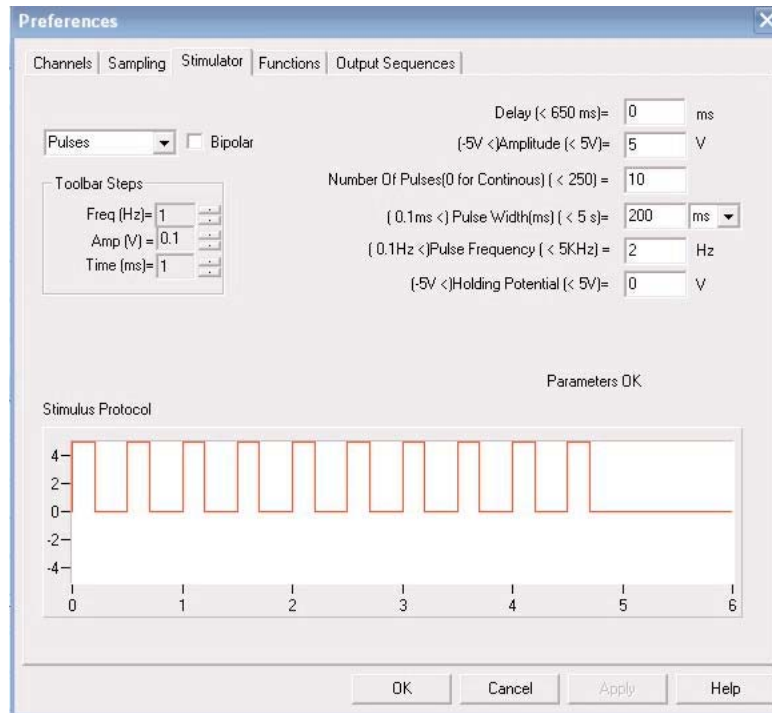 Preferences
Channels Sampling Stimulator Functions Output Sequences
Pulses Bipolar
Toolbar Steps
Freq (Hz)= 1
Amp (V) = 0.1
Time (ms)= 1
Delay (< 650 ms)= 0 ms
(-5V <)Amplitude (< 5V)= 5 V
Number Of Pulses(0 for Continous) ( < 250) = 10
( 0.1ms <) Pulse Width(ms) ( < 5 s)= 200 ms
( 0.1Hz <)Pulse Frequency ( < 5KHz) = 2 Hz
(-5V <)Holding Potential (< 5V)= 0 V
Parameters OK
Stimulus Protocol
4
2
0
-2
-4
0 1 2 3 4 5 6
OK Cancel Apply Help